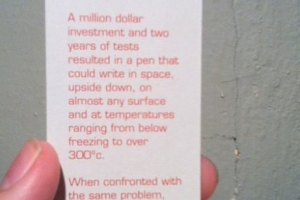 A million dollar
investment and two
years of tests
resulted in a pen that
could write in space,
upside down, on
almost any surface
and at temperatures
ranging from below
freezing to over
300°c.
When confronted with
the same problem,